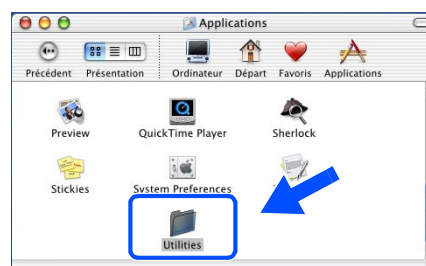 Applications
Précédent Présentation Ordinateur Départ Favoris Applications
Preview QuickTime Player Sherlock
Stickies System Preferences
Utilities